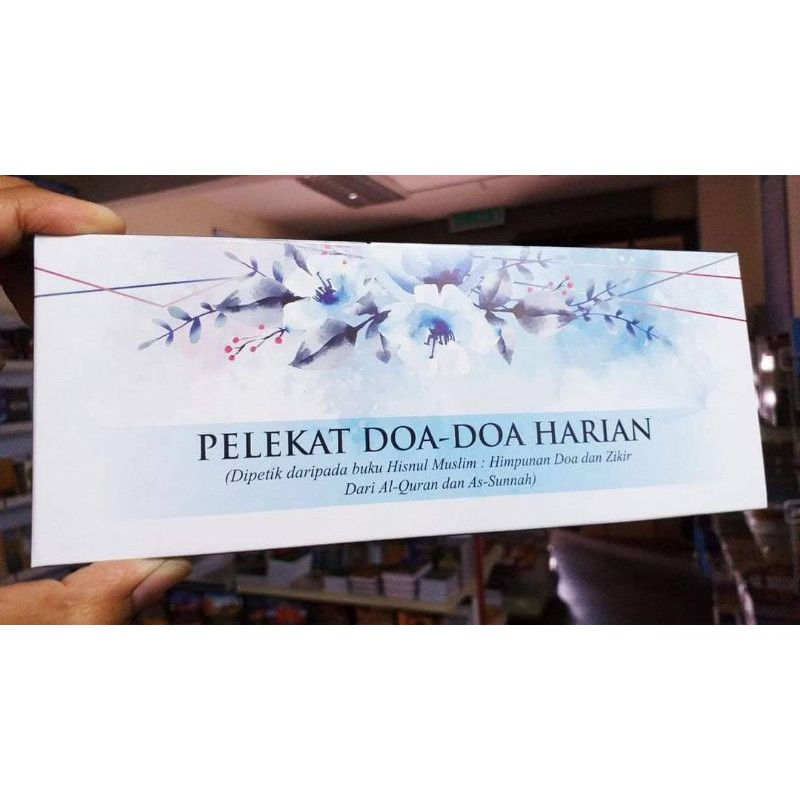 PELEKAT DOA-DOA HARIAN
(Dipetik daripada buku Hisnul Muslim : Himpunan Doa dan Zikir
Dari Al-Quran dan As-Sunnah)